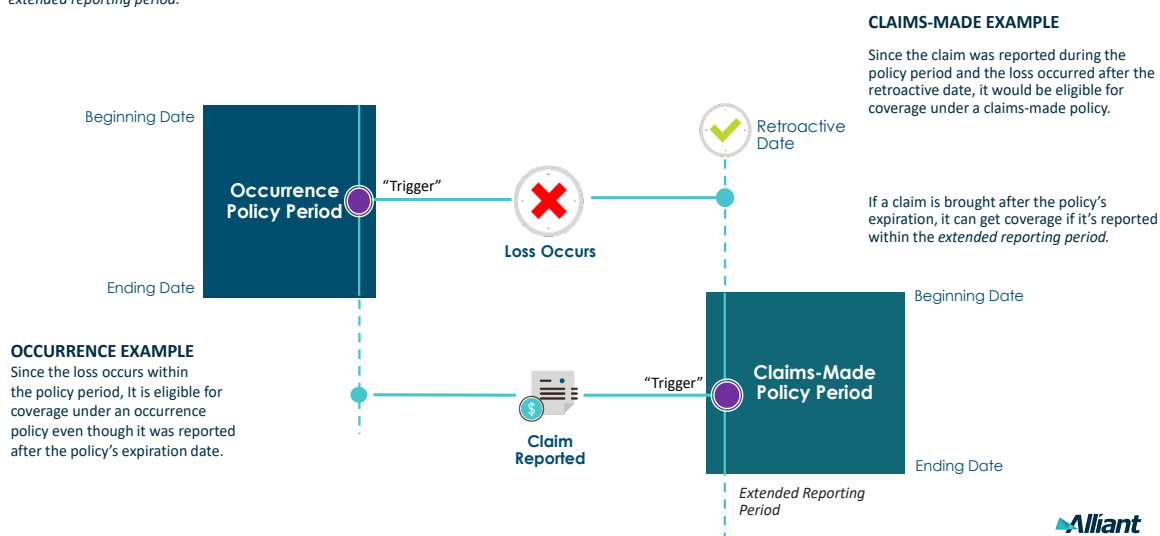 extended reporting period.
CLAIMS-MADE EXAMPLE
Since the claim was reported during the
policy period and the loss occurred after the
retroactive date, it would be eligible for
coverage under a claims-made policy.
Beginning Date
Retroactive
Date
Occurrence
Policy Period
"Trigger"
If a claim is brought after the policy's
expiration, it can get coverage if it's reported
within the extended reporting period.
Loss Occurs
Ending Date
Beginning Date
OCCURRENCE EXAMPLE
Since the loss occurs within
the policy period, It is eligible for
coverage under an occurrence
policy even though it was reported
after the policy's expiration date.
"Trigger"
Claims-Made
Policy Period
$
Claim
Reported
Ending Date
Extended Reporting
Period
Alliant